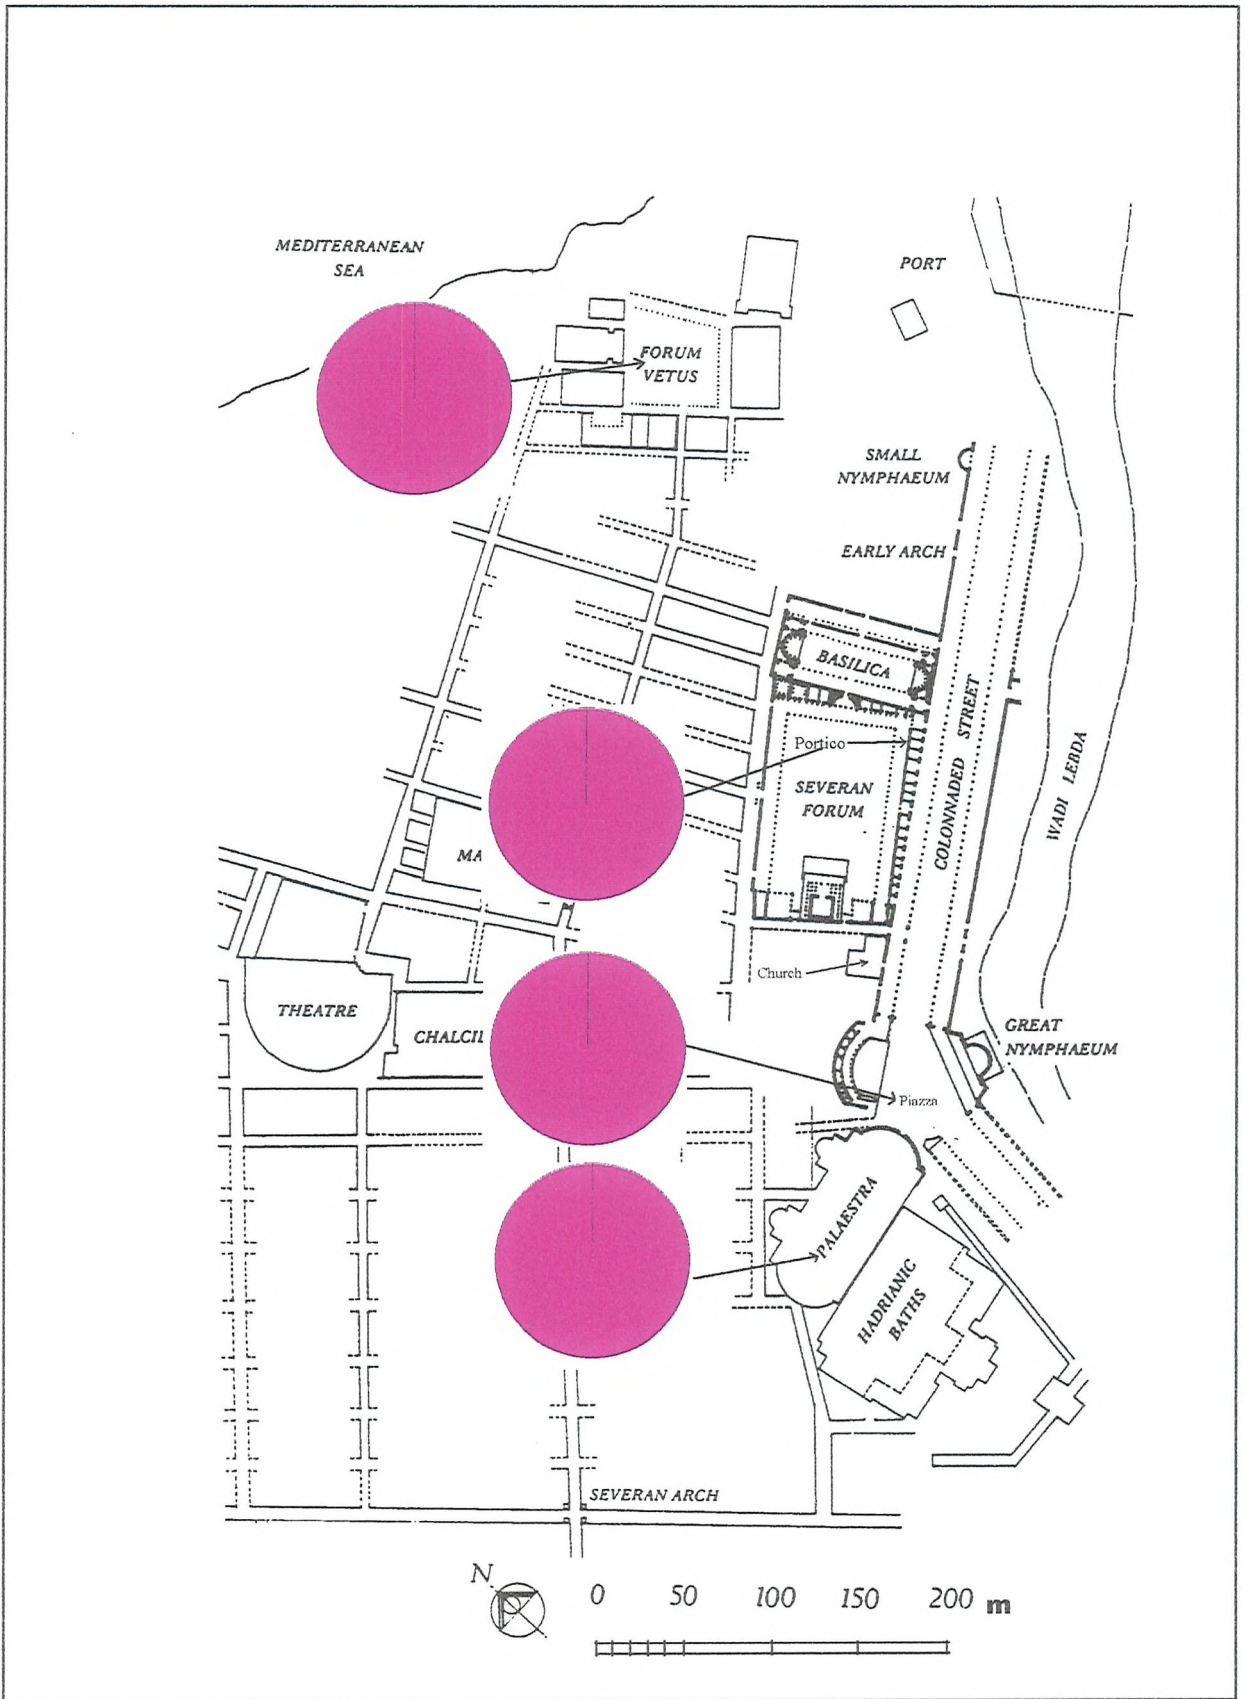 MEDITERRANEAN
SEA
PORT
FORUM
VETUS
SMALL
NYMPHAEUM
EARLY ARCH
BASILICA
Portico
SEVERAN
FORUM
COLONNADED STREET
WADI LEBDA
MA
Church
THEATRE
CHALCI
GREAT
NYMPHAEUM
Piazza
PALAESTRA
HADRIANIC
BATHS
SEVERAN ARCH
N
0 50 100 150 200 m